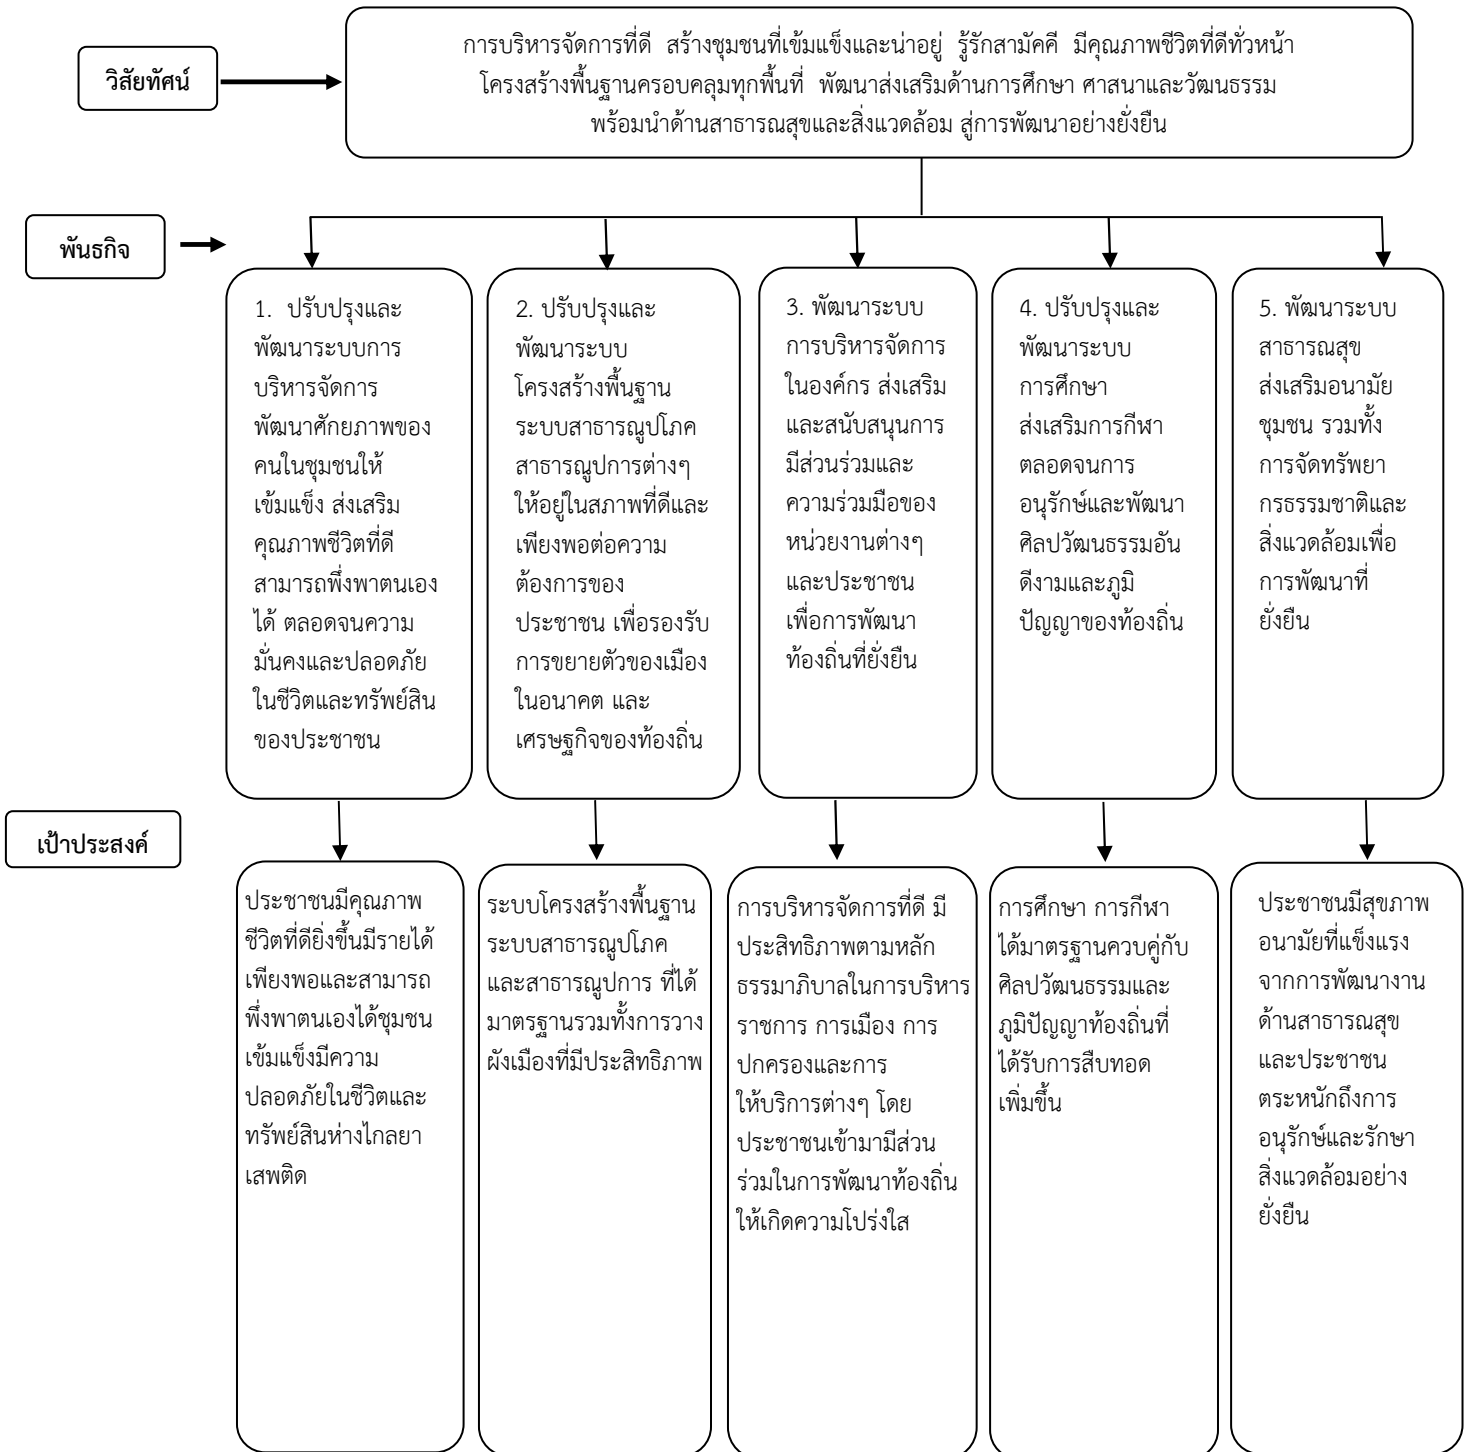 วิสัยทัศน์
การบริหารจัดการที่ดี สร้างชุมชนที่เข้มแข็งและน่าอยู่ รู้รักสามัคคี มีคุณภาพชีวิตที่ดีทั่วหน้า
โครงสร้างพื้นฐานครอบคลุมทุกพื้นที่ พัฒนาส่งเสริมด้านการศึกษา ศาสนาและวัฒนธรรม
พร้อมนำด้านสาธารณสุขและสิ่งแวดล้อม สู่การพัฒนาอย่างยั่งยืน
พันธกิจ
1. ปรับปรุงและ
พัฒนาระบบการ
บริหารจัดการ
พัฒนาศักยภาพของ
คนในชุมชนให้
เข้มแข็ง ส่งเสริม
คุณภาพชีวิตที่ดี
สามารถพึ่งพาตนเอง
ได้ ตลอดจนความ
มั่นคงและปลอดภัย
ในชีวิตและทรัพย์สิน
ของประชาชน
2. ปรับปรุงและ
พัฒนาระบบ
โครงสร้างพื้นฐาน
ระบบสาธารณูปโภค
สาธารณูปการต่างๆ
ให้อยู่ในสภาพที่ดีและ
เพียงพอต่อความ
ต้องการของ
ประชาชน เพื่อรองรับ
การขยายตัวของเมือง
ในอนาคต และ
เศรษฐกิจของท้องถิ่น
3. พัฒนาระบบ
การบริหารจัดการ
ในองค์กร ส่งเสริม
และสนับสนุนการ
มีส่วนร่วมและ
ความร่วมมือของ
หน่วยงานต่างๆ
และประชาชน
เพื่อการพัฒนา
ท้องถิ่นที่ยั่งยืน
4. ปรับปรุงและ
พัฒนาระบบ
การศึกษา
ส่งเสริมการกีฬา
ตลอดจนการ
อนุรักษ์และพัฒนา
ศิลปวัฒนธรรมอัน
ดีงามและภูมิ
ปัญญาของท้องถิ่น
5. พัฒนาระบบ
สาธารณสุข
ส่งเสริมอนามัย
ชุมชน รวมทั้ง
การจัดทรัพยา
กรธรรมชาติและ
สิ่งแวดล้อมเพื่อ
การพัฒนาที่
ยั่งยืน
เป้าประสงค์
ประชาชนมีคุณภาพ
ชีวิตที่ดียิ่งขึ้นมีรายได้
เพียงพอและสามารถ
พึ่งพาตนเองได้ชุมชน
เข้มแข็งมีความ
ปลอดภัยในชีวิตและ
ทรัพย์สินห่างไกลยา
เสพติด
ระบบโครงสร้างพื้นฐาน
ระบบสาธารณูปโภค
และสาธารณูปการ ที่ได้
มาตรฐานรวมทั้งการวาง
ผังเมืองที่มีประสิทธิภาพ
การบริหารจัดการที่ดี มี
ประสิทธิภาพตามหลัก
ธรรมาภิบาลในการบริหาร
ราชการ การเมือง การ
ปกครองและการ
ให้บริการต่างๆ โดย
ประชาชนเข้ามามีส่วน
ร่วมในการพัฒนาท้องถิ่น
ให้เกิดความโปร่งใส
การศึกษา การกีฬา
ได้มาตรฐานควบคู่กับ
ศิลปวัฒนธรรมและ
ภูมิปัญญาท้องถิ่นที่
ได้รับการสืบทอด
เพิ่มขึ้น
ประชาชนมีสุขภาพ
อนามัยที่แข็งแรง
จากการพัฒนางาน
ด้านสาธารณสุข
และประชาชน
ตระหนักถึงการ
อนุรักษ์และรักษา
สิ่งแวดล้อมอย่าง
ยั่งยืน